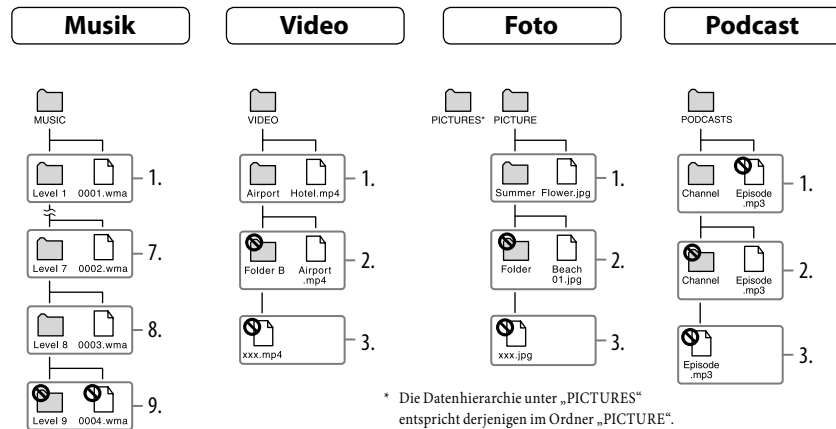 Musik
MUSIC
Level 1 0001.wma
1.
Level 7 0002.wma
7.
Level 8 0003.wma
8.
Level 9 0004.wma
9.
Video
VIDEO
Airport Hotel.mp4
1.
Folder B Airport
.mp4
2.
xxx.mp4
3.
Foto
PICTURES* PICTURE
Summer Flower.jpg
1.
Folder Beach
01.jpg
2.
xxx.jpg
3.
* Die Datenhierarchie unter „PICTURES“
entspricht derjenigen im Ordner „PICTURE“.
Podcast
PODCASTS
Channel Episode
.mp3
1.
Channel Episode
.mp3
2.
Episode
.mp3
3.